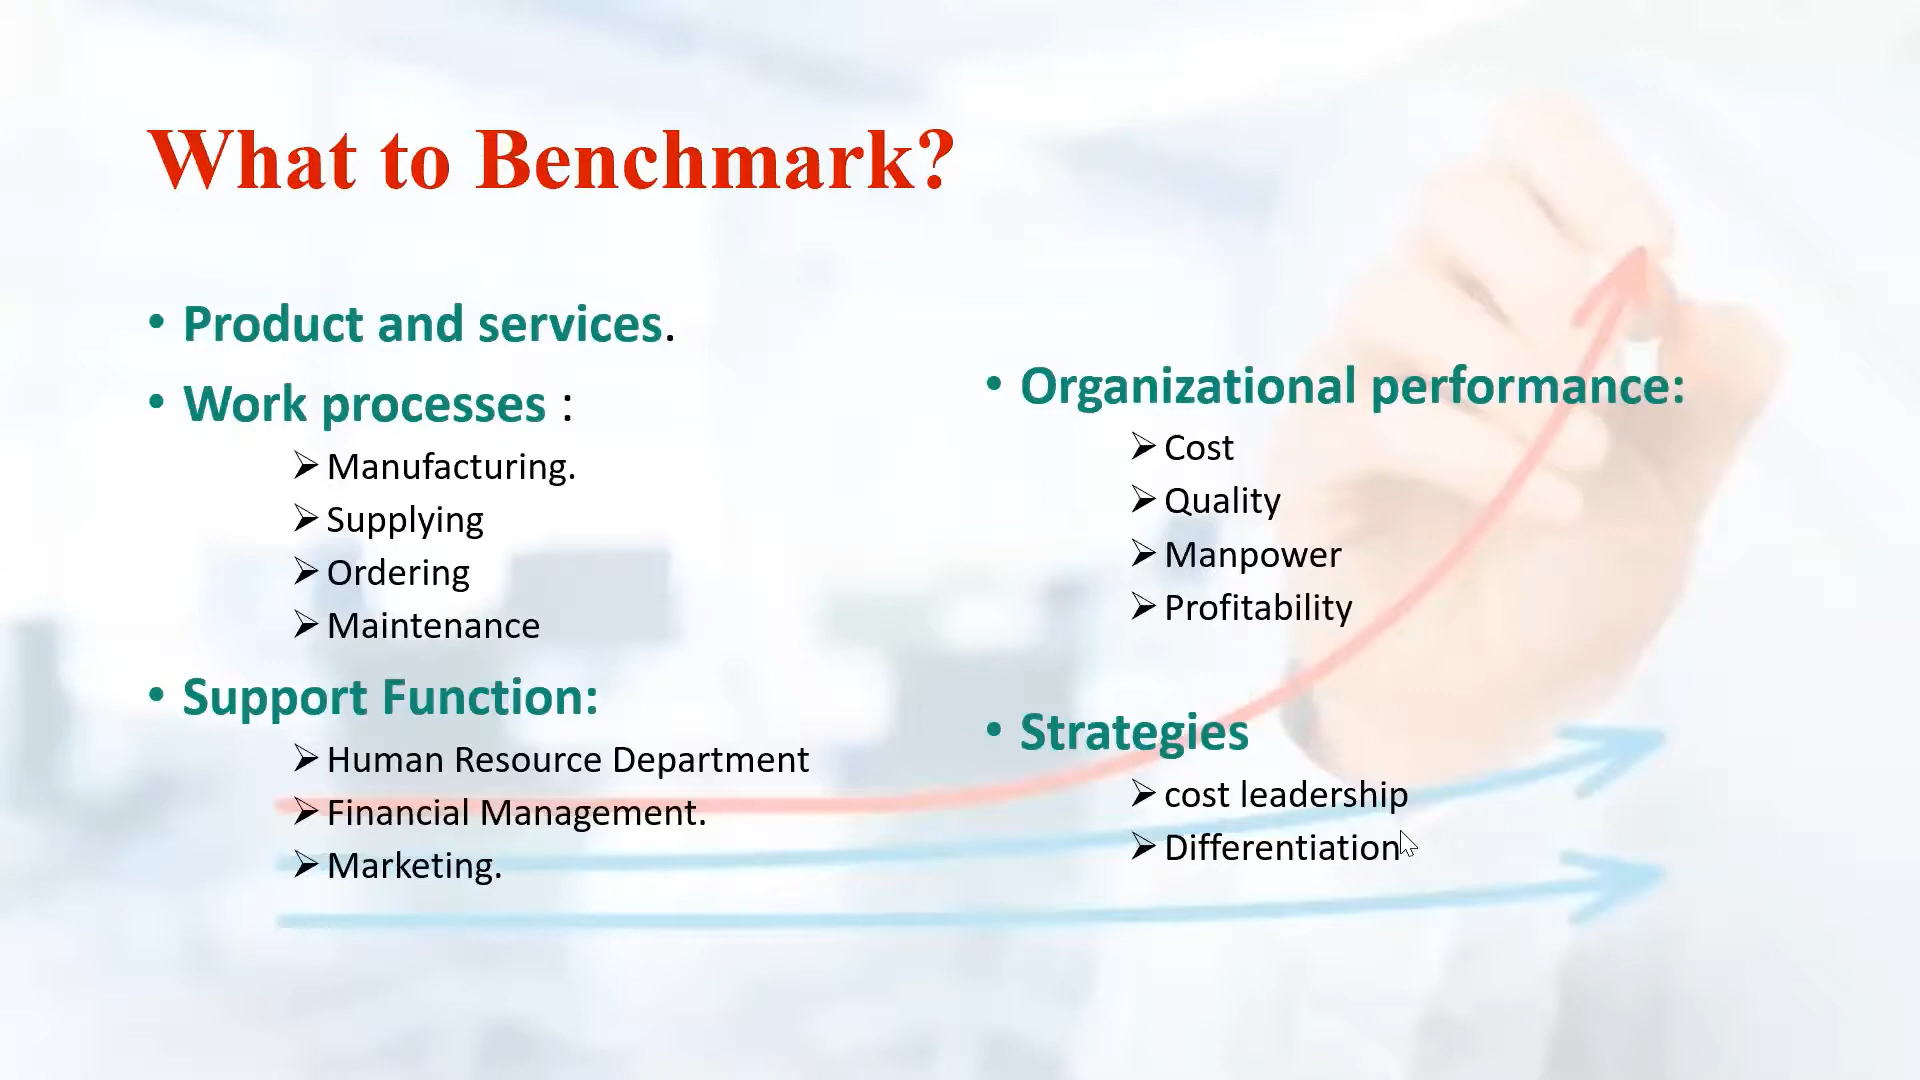 What to Benchmark?
• Product and services.
• Work processes :
➢ Manufacturing.
➢ Supplying
➢ Ordering
➢ Maintenance
• Support Function:
➢ Human Resource Department
➢ Financial Management.
➢ Marketing.
• Organizational performance:
➢ Cost
➢ Quality
➢ Manpower
➢ Profitability
• Strategies
➢ cost leadership
➢ Differentiation